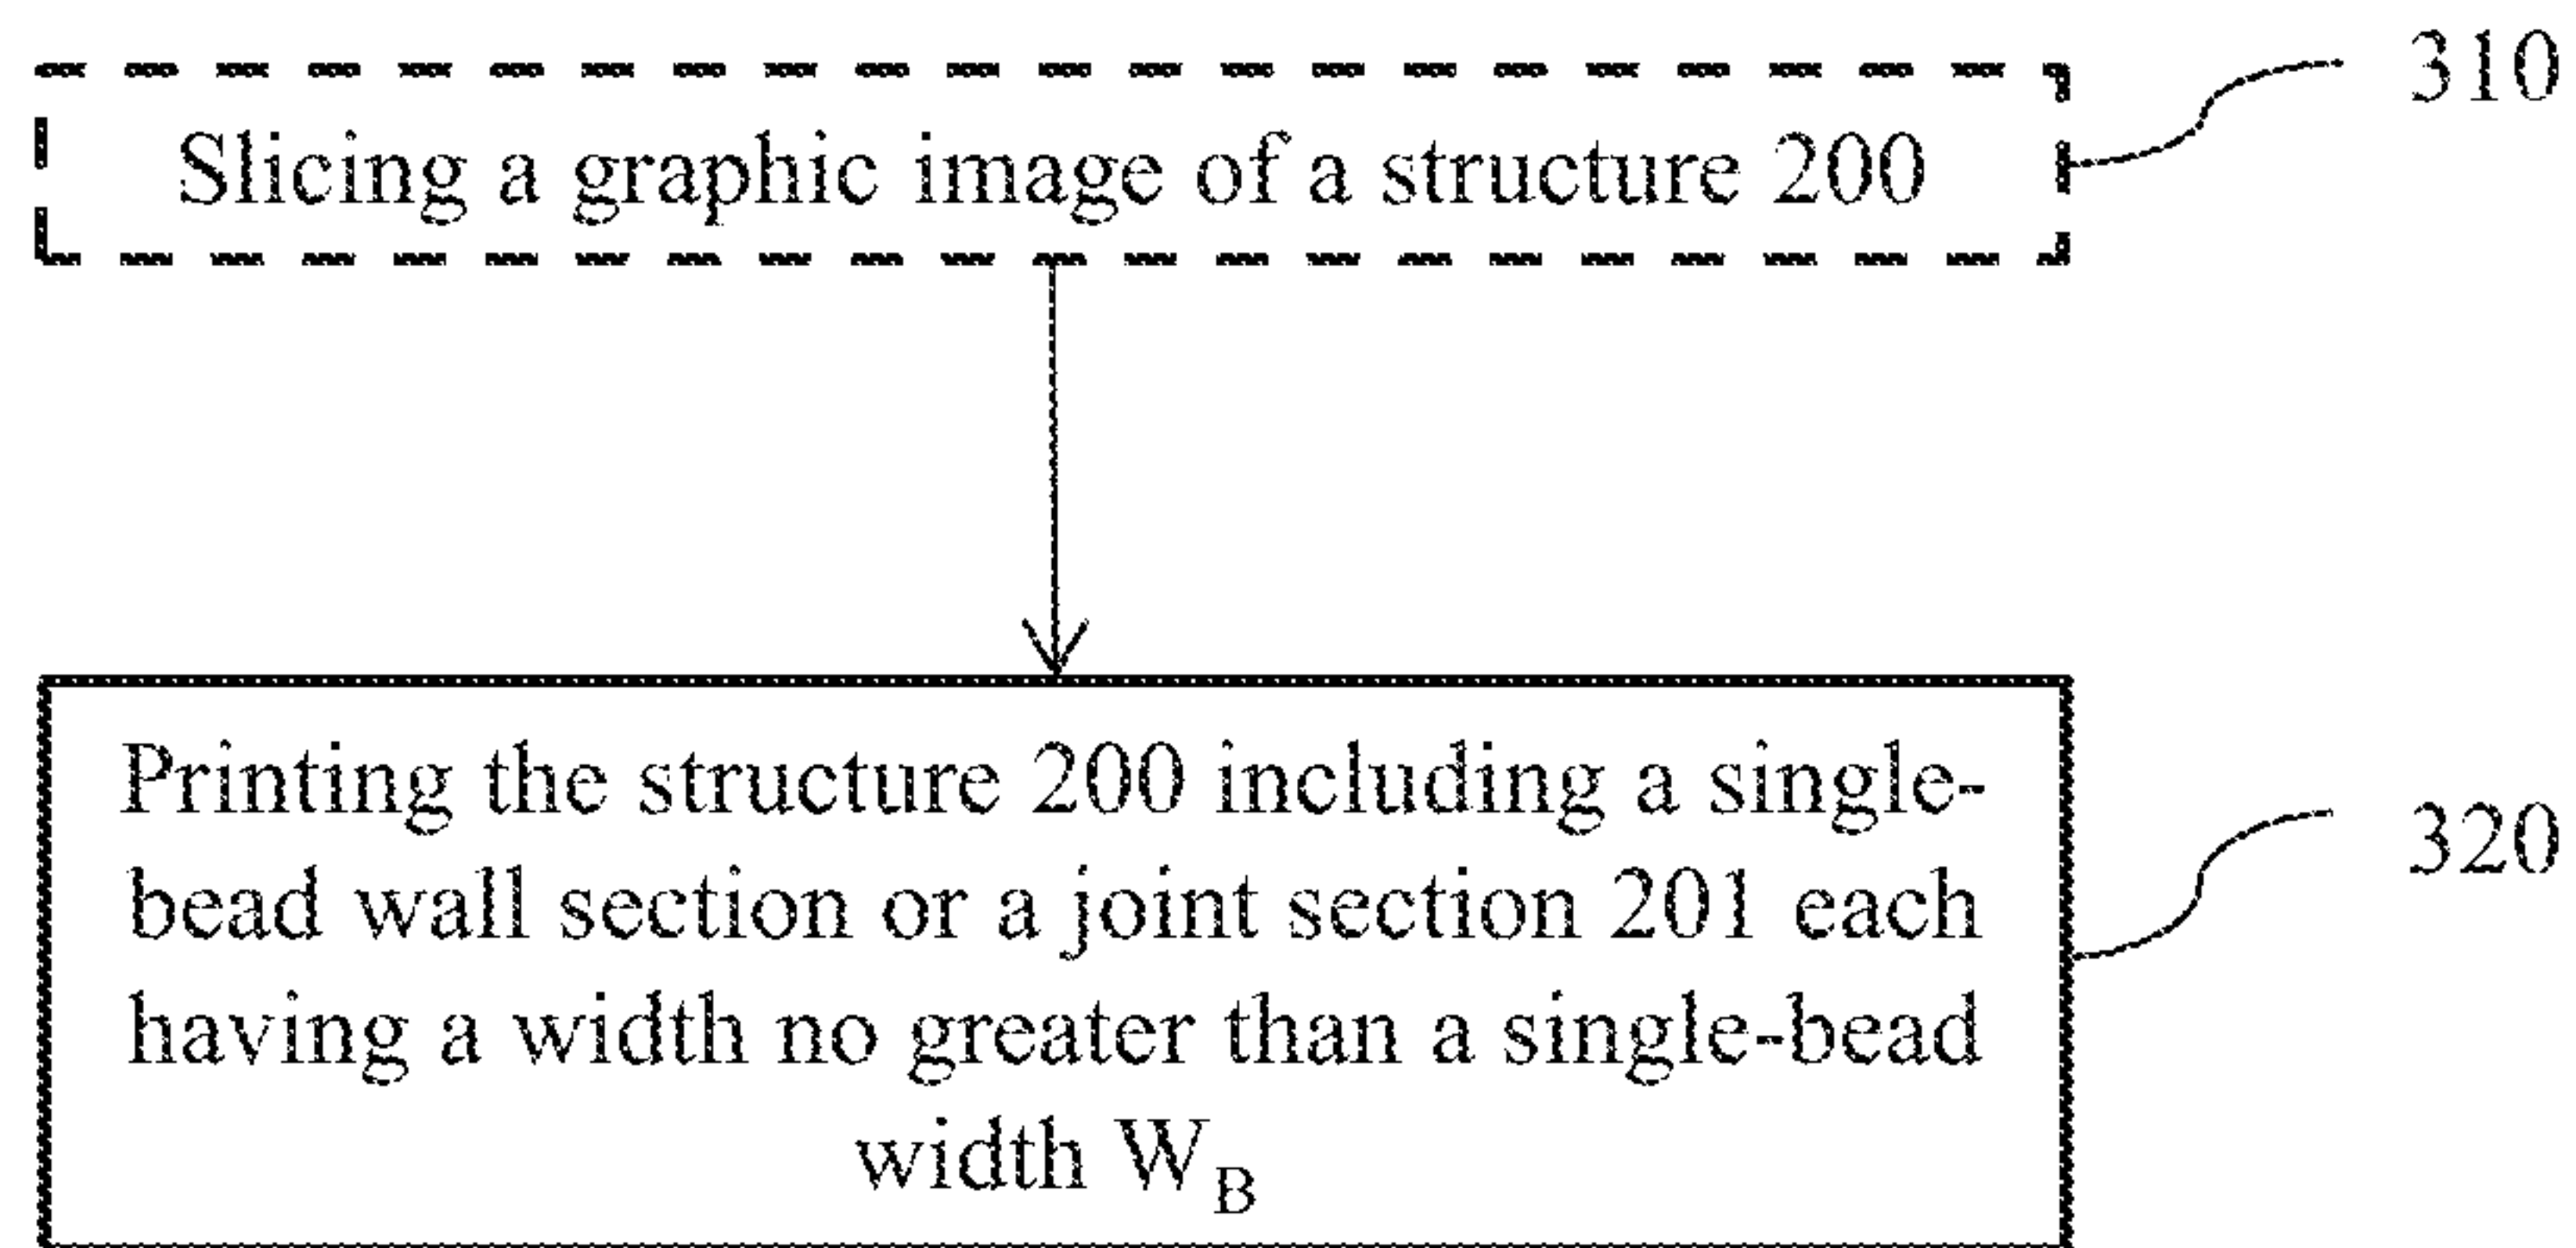 310
Slicing a graphic image of a structure 200
Printing the structure 200 including a single-
bead wall section or a joint section 201 each
having a width no greater than a single-bead
width W_B
320